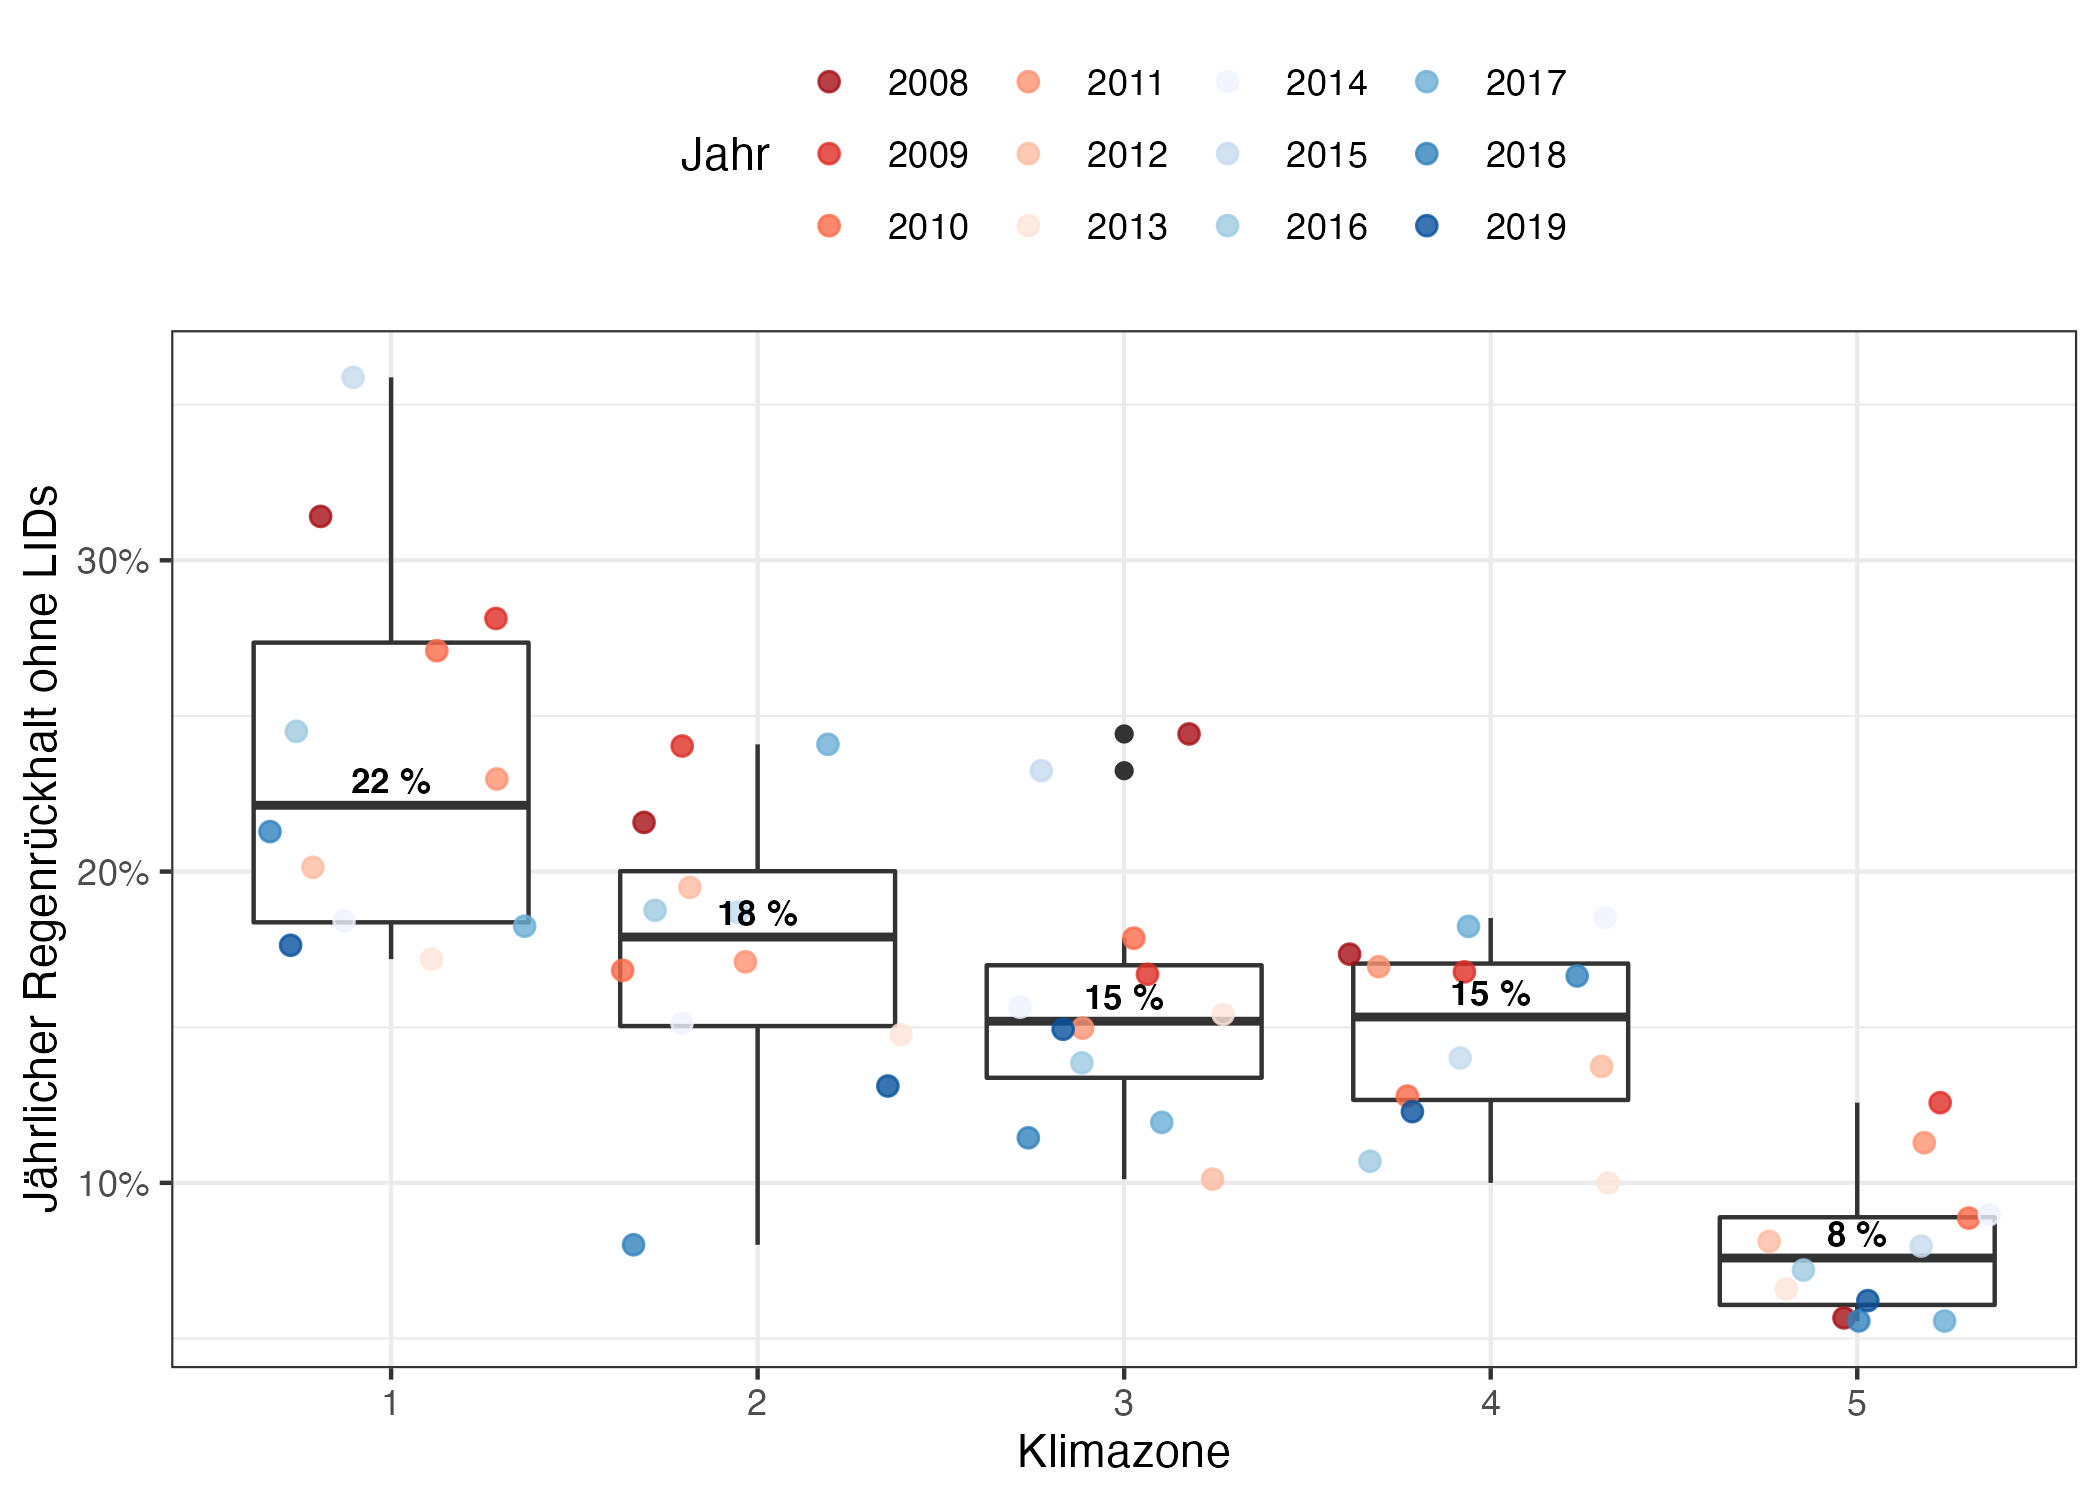 2008 2011 2014 2017
Jahr 2009 2012 2015 2018
2010 2013 2016 2019
Jährlicher Regenrückhalt ohne LIDs
30%
20%
10%
22 %
18 %
15 %
15 %
8 %
1 2 3 4 5
Klimazone